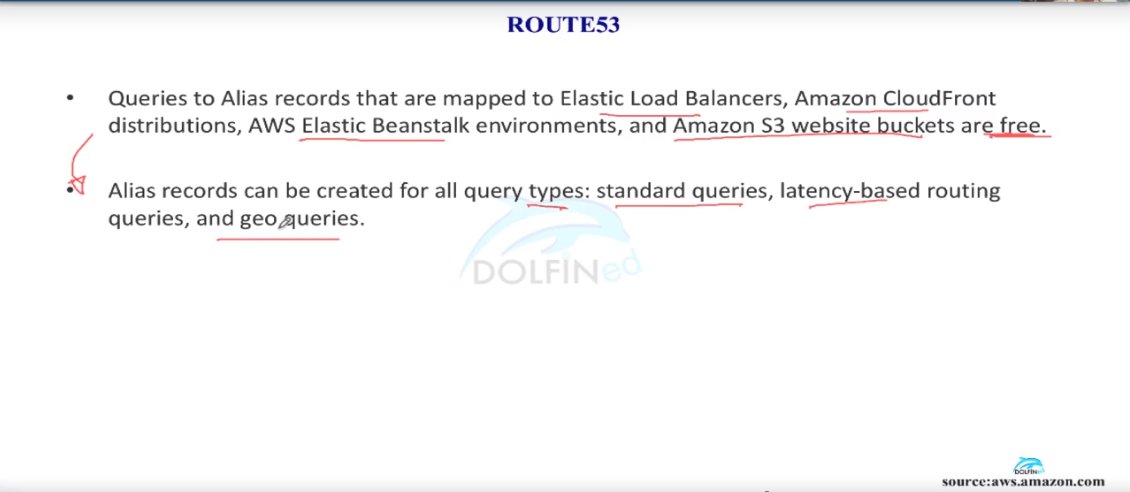 ROUTE53
• Queries to Alias records that are mapped to Elastic Load Balancers, Amazon CloudFront
distributions, AWS Elastic Beanstalk environments, and Amazon S3 website buckets are free.
• Alias records can be created for all query types: standard queries, latency-based routing
queries, and geo queries.
DOLFINed
DOLFINed
source:aws.amazon.com